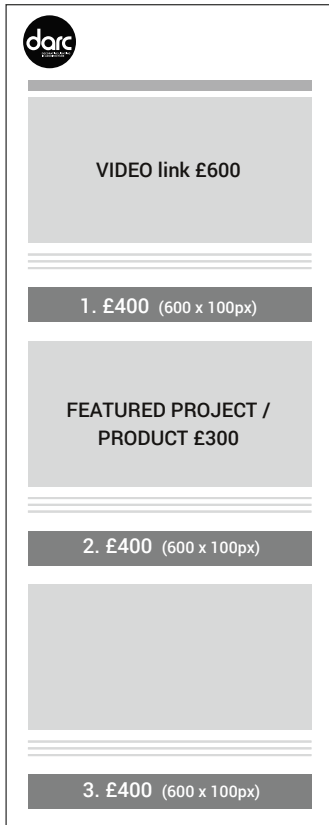 darc
VIDEO link £600
1. £400 (600 x 100px)
FEATURED PROJECT /
PRODUCT £300
2. £400 (600 x 100px)
3. £400 (600 x 100px)